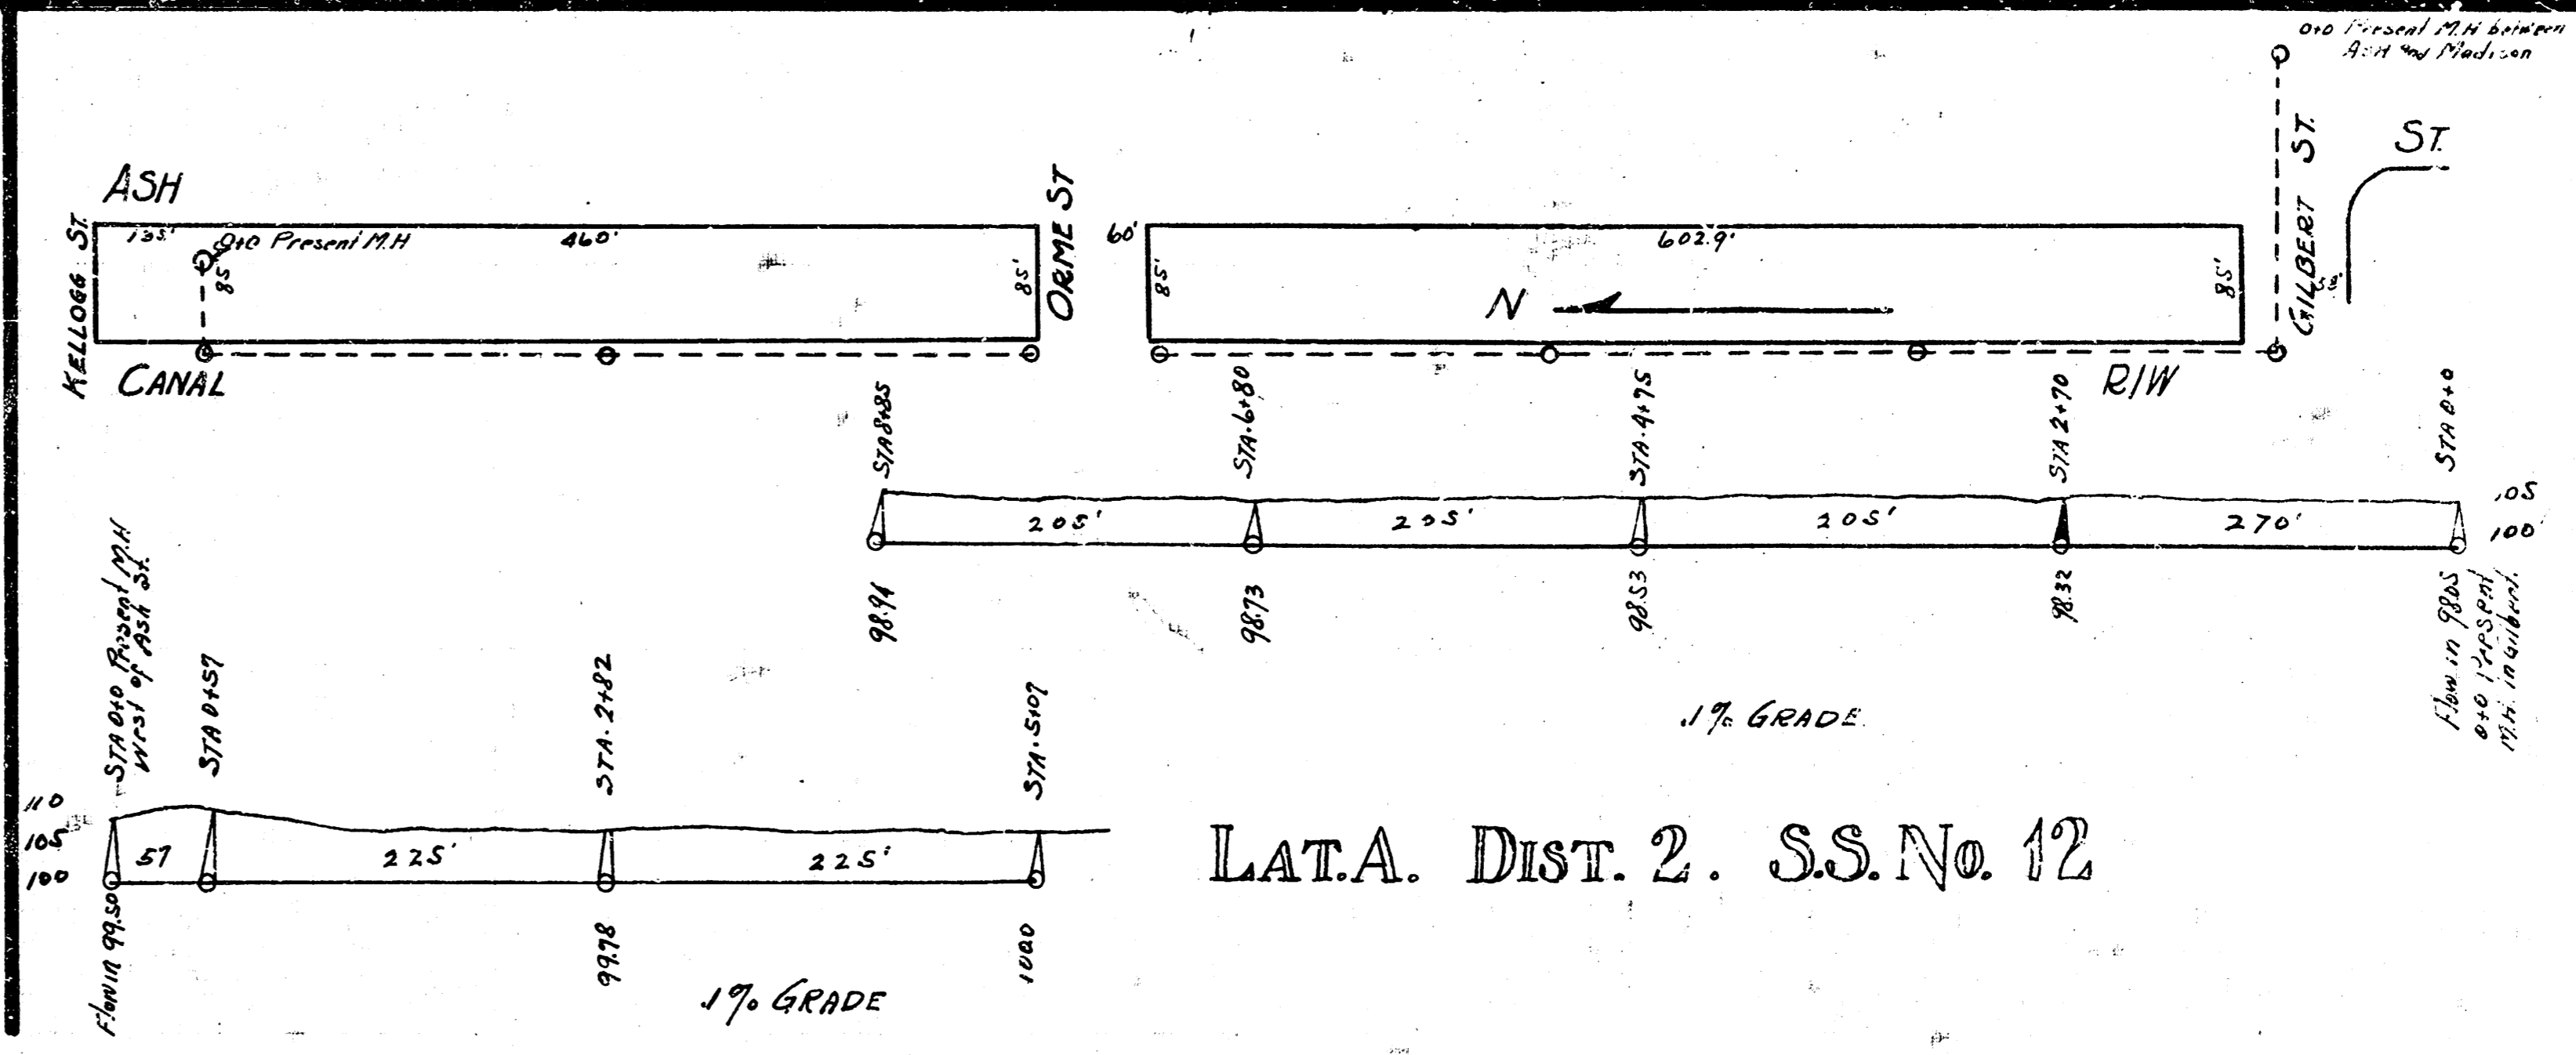 0+0 Present M.H between
ASH and Madison
ST.
GILBERT ST.
ASH
KELLOGG ST.
135'
0+0 Present M.H
85'
460'
85'
ORME ST
60'
85'
602.9'
85'
N
CANAL
R/W
STA 8+85
STA. 6+80
STA. 4+75
STA 2+70
STA 0+0
205'
205'
205'
270'
105
100'
98.94
98.73
98.53
98.32
Flow in 98.05
0+0 Present
M.H. in Gilbert.
.1% GRADE
STA 0+0 Present M.H
West of Ash St.
STA 0+57
STA. 2+82
STA. 5+07
110
105
100
57
225'
225'
Flow in 99.50
99.78
100.0
.1% GRADE
LAT. A. DIST. 2. S.S. No. 12